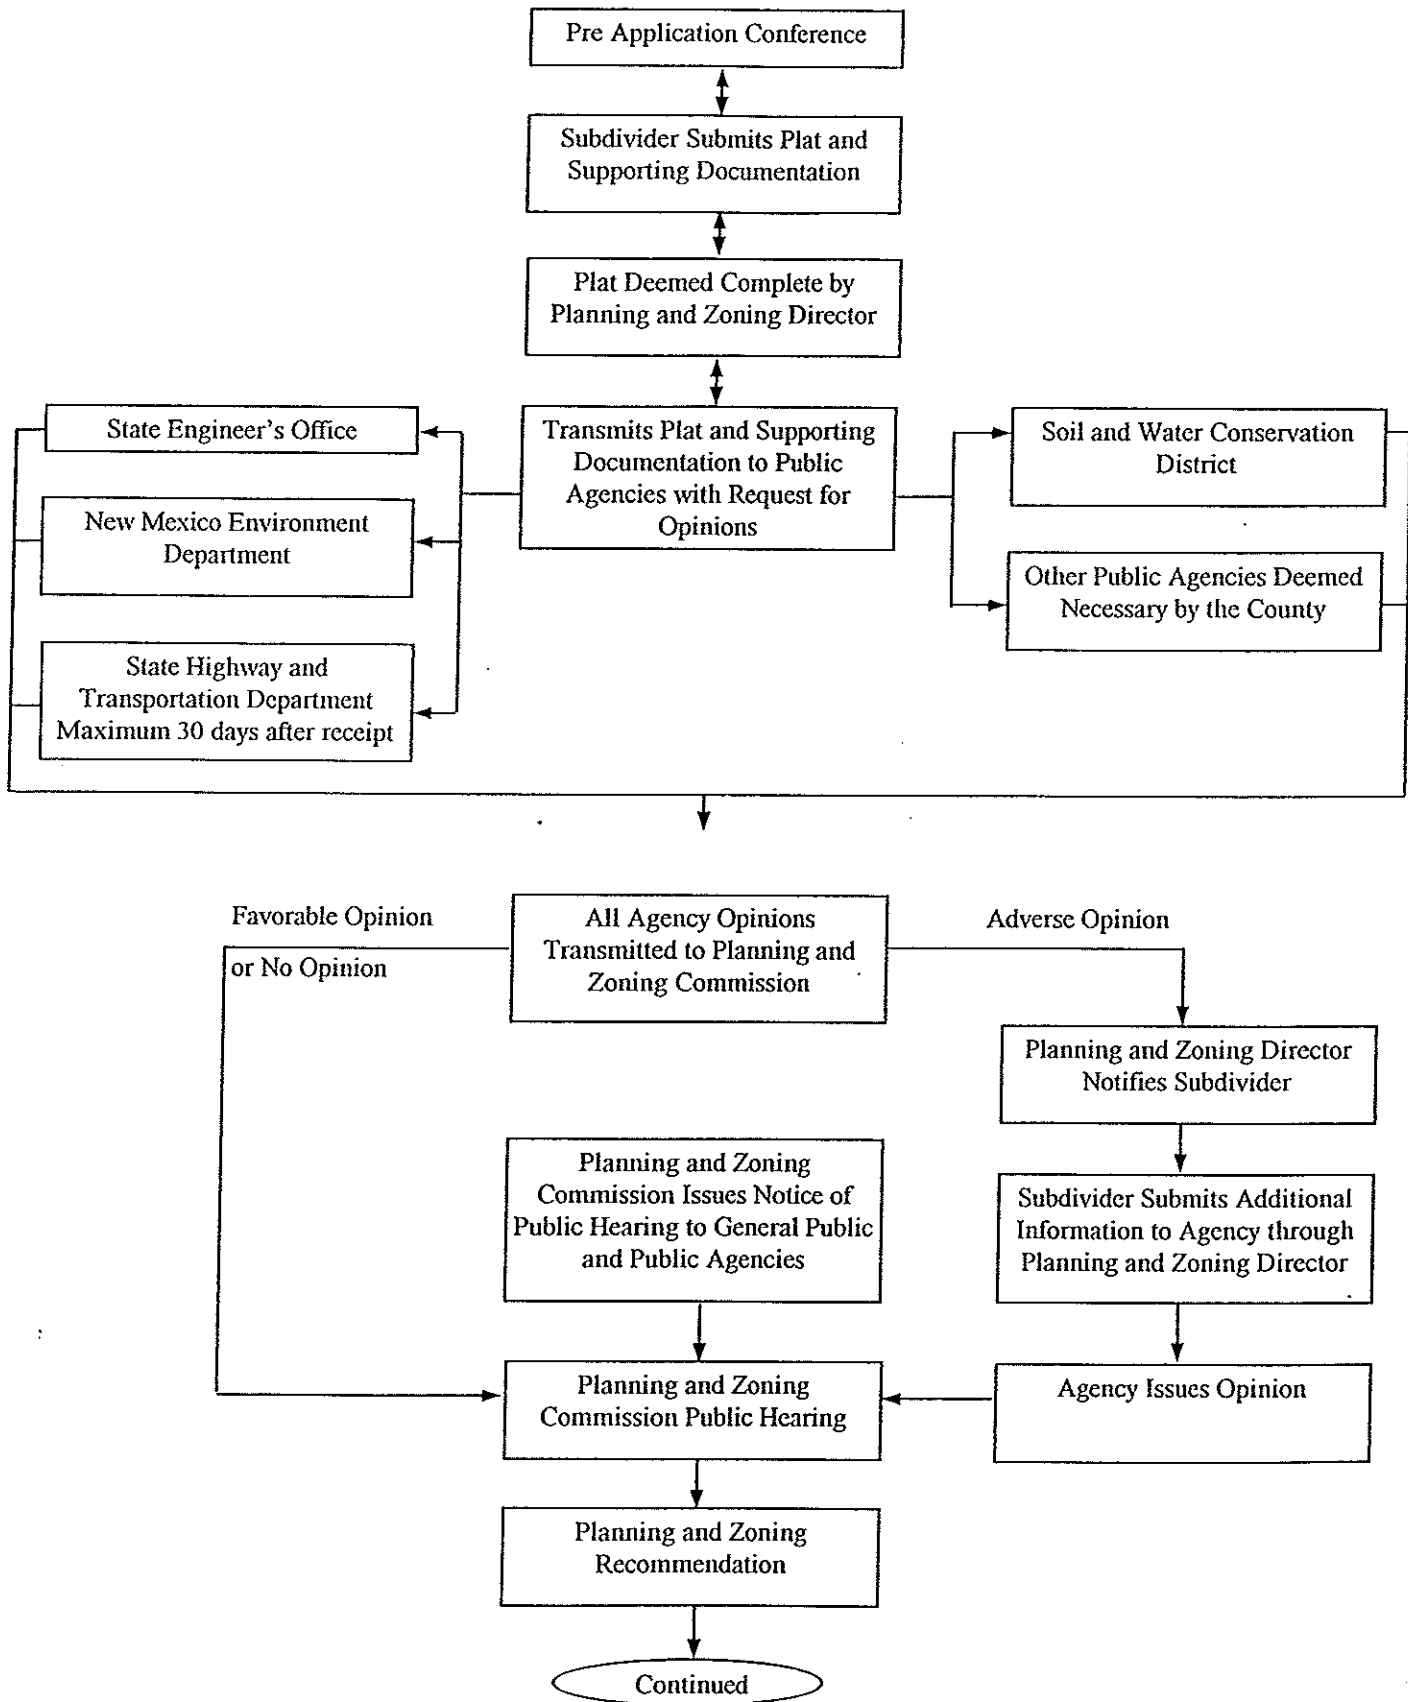 Pre Application Conference
Subdivider Submits Plat and
Supporting Documentation
Plat Deemed Complete by
Planning and Zoning Director
State Engineer's Office
New Mexico Environment
Department
State Highway and
Transportation Department
Maximum 30 days after receipt
Transmits Plat and Supporting
Documentation to Public
Agencies with Request for
Opinions
Soil and Water Conservation
District
Other Public Agencies Deemed
Necessary by the County
Favorable Opinion
or No Opinion
All Agency Opinions
Transmitted to Planning and
Zoning Commission
Adverse Opinion
Planning and Zoning Director
Notifies Subdivider
Planning and Zoning
Commission Issues Notice of
Public Hearing to General Public
and Public Agencies
Subdivider Submits Additional
Information to Agency through
Planning and Zoning Director
Planning and Zoning
Commission Public Hearing
Agency Issues Opinion
Planning and Zoning
Recommendation
Continued